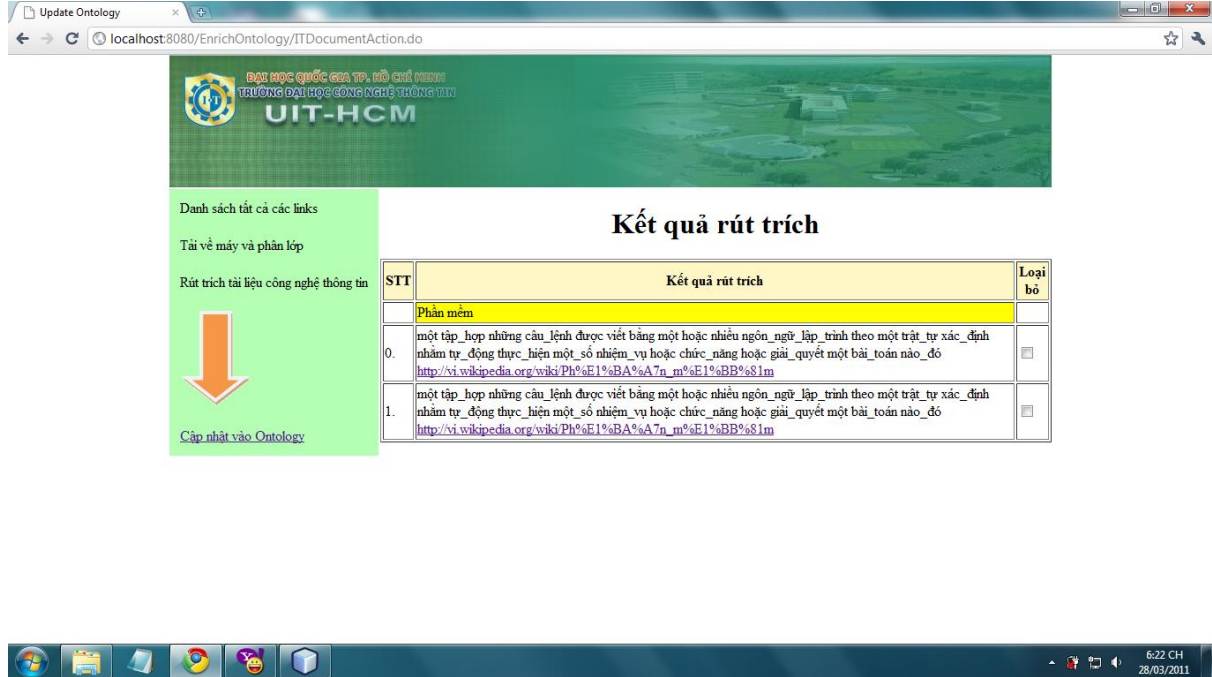 Update Ontology
localhost:8080/EnrichOntology/ITDocumentAction.do
ĐẠI HỌC QUỐC GIA TP. HỒ CHÍ MINH
TRƯỜNG ĐẠI HỌC CÔNG NGHỆ THÔNG TIN
UIT-HCM
Danh sách tất cả các links
Tải về máy và phân lớp
Rút trích tài liệu công nghệ thông tin
Cập nhật vào Ontology
Kết quả rút trích
STT
Kết quả rút trích
Loại
bỏ
Phần mềm
0.
một tập_hợp những câu_lệnh được viết bằng một hoặc nhiều ngôn_ngữ_lập_trình theo một trật_tự xác_định
nhằm tự_động thực_hiện một_số nhiệm_vụ hoặc chức_năng hoặc giải_quyết một bài_toán nào_đó
http://vi.wikipedia.org/wiki/Ph%E1%BA%A7n_m%E1%BB%81m
1.
một tập_hợp những câu_lệnh được viết bằng một hoặc nhiều ngôn_ngữ_lập_trình theo một trật_tự xác_định
nhằm tự_động thực_hiện một_số nhiệm_vụ hoặc chức_năng hoặc giải_quyết một bài_toán nào_đó
http://vi.wikipedia.org/wiki/Ph%E1%BA%A7n_m%E1%BB%81m
6:22 CH
28/03/2011